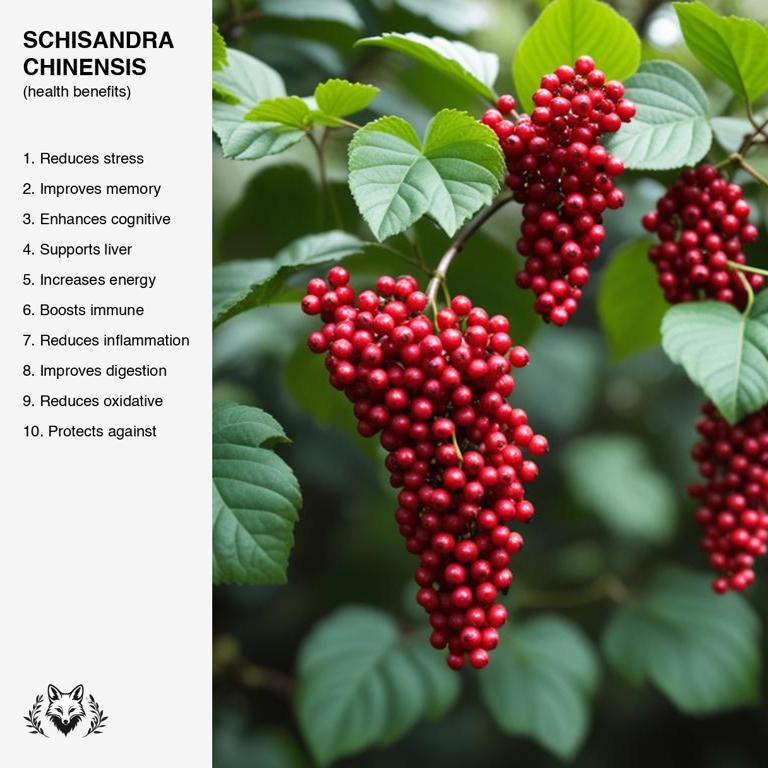 SCHISANDRA
CHINENSIS
(health benefits)
1. Reduces stress
2. Improves memory
3. Enhances cognitive
4. Supports liver
5. Increases energy
6. Boosts immune
7. Reduces inflammation
8. Improves digestion
9. Reduces oxidative
10. Protects against